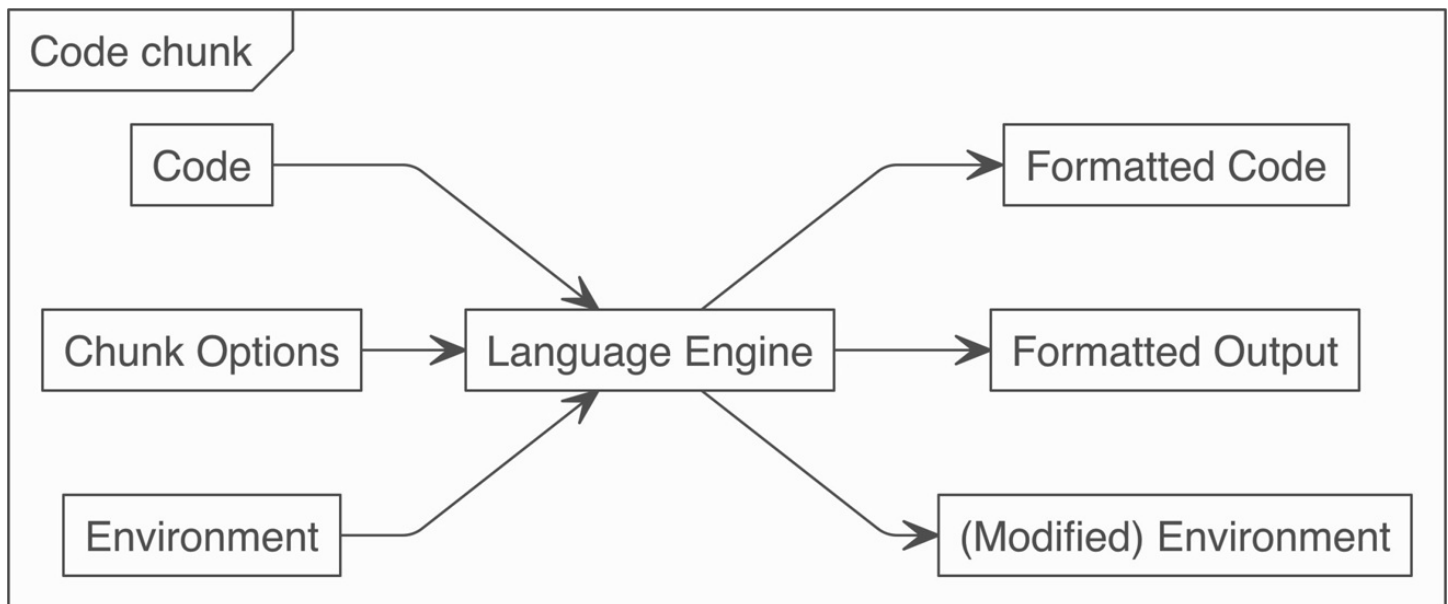 Code chunk
Code
Formatted Code
Chunk Options
Language Engine
Formatted Output
Environment
(Modified) Environment